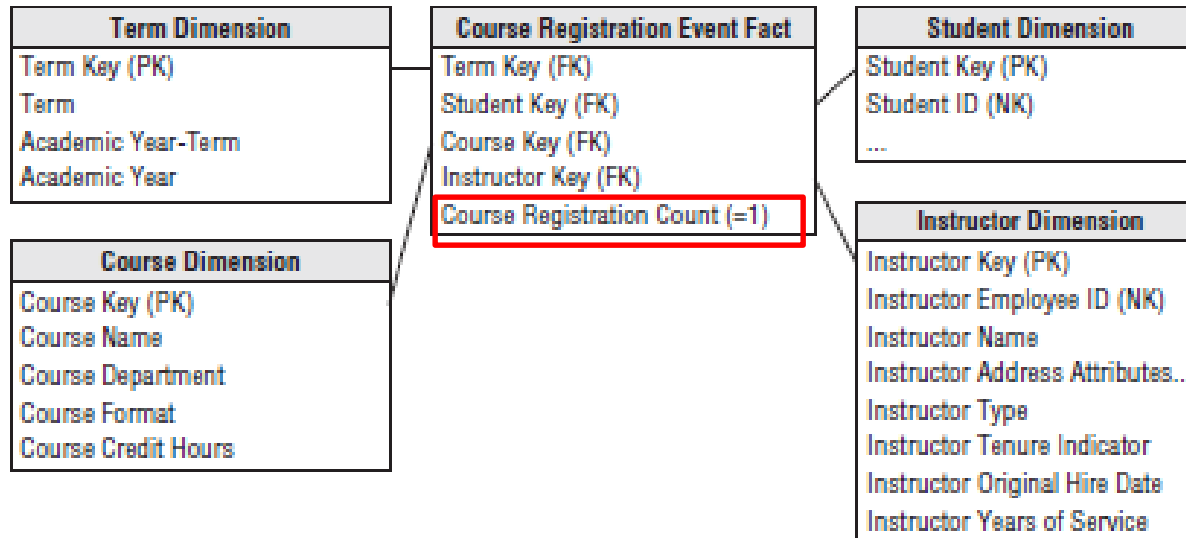 Term Dimension
Term Key (PK)
Term
Academic Year-Term
Academic Year
Course Dimension
Course Key (PK)
Course Name
Course Department
Course Format
Course Credit Hours
Course Registration Event Fact
Term Key (FK)
Student Key (FK)
Course Key (FK)
Instructor Key (FK)
Course Registration Count (=1)
Student Dimension
Student Key (PK)
Student ID (NK)
...
Instructor Dimension
Instructor Key (PK)
Instructor Employee ID (NK)
Instructor Name
Instructor Address Attributes...
Instructor Type
Instructor Tenure Indicator
Instructor Original Hire Date
Instructor Years of Service